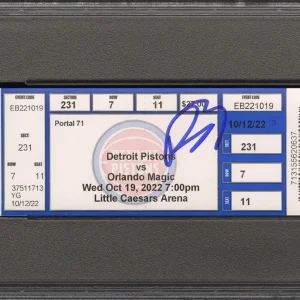 EVENT CODE SECTION ROW SEAT EVENT CODE
EB221019 231 7 11 $27.00 EB221019
Portal 71
10/12/22
SECT
231
231
Detroit Pistons
vs
Orlando Magic
Wed Oct 19, 2022 7:00pm
Little Caesars Arena
ROW SEAT
7 11
7
37511713
YG
10/12/22
11
713155620637